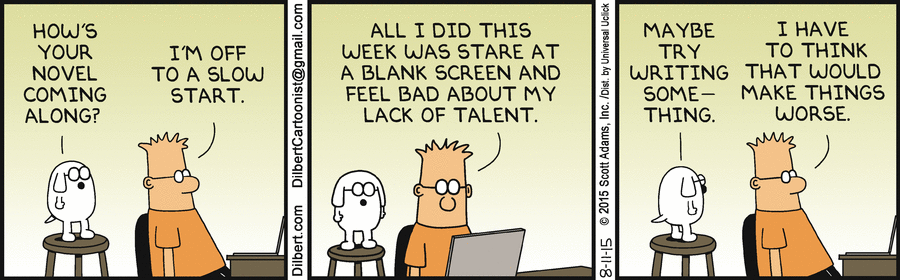 HOW'S
YOUR
NOVEL
COMING
ALONG?
I'M OFF
TO A SLOW
START.
Dilbert.com DilbertCartoonist@gmail.com
ALL I DID THIS
WEEK WAS STARE AT
A BLANK SCREEN AND
FEEL BAD ABOUT MY
LACK OF TALENT.
8-11-15 © 2015 Scott Adams, Inc. /Dist. by Universal Uclick
MAYBE
TRY
WRITING
SOME—
THING.
I HAVE
TO THINK
THAT WOULD
MAKE THINGS
WORSE.